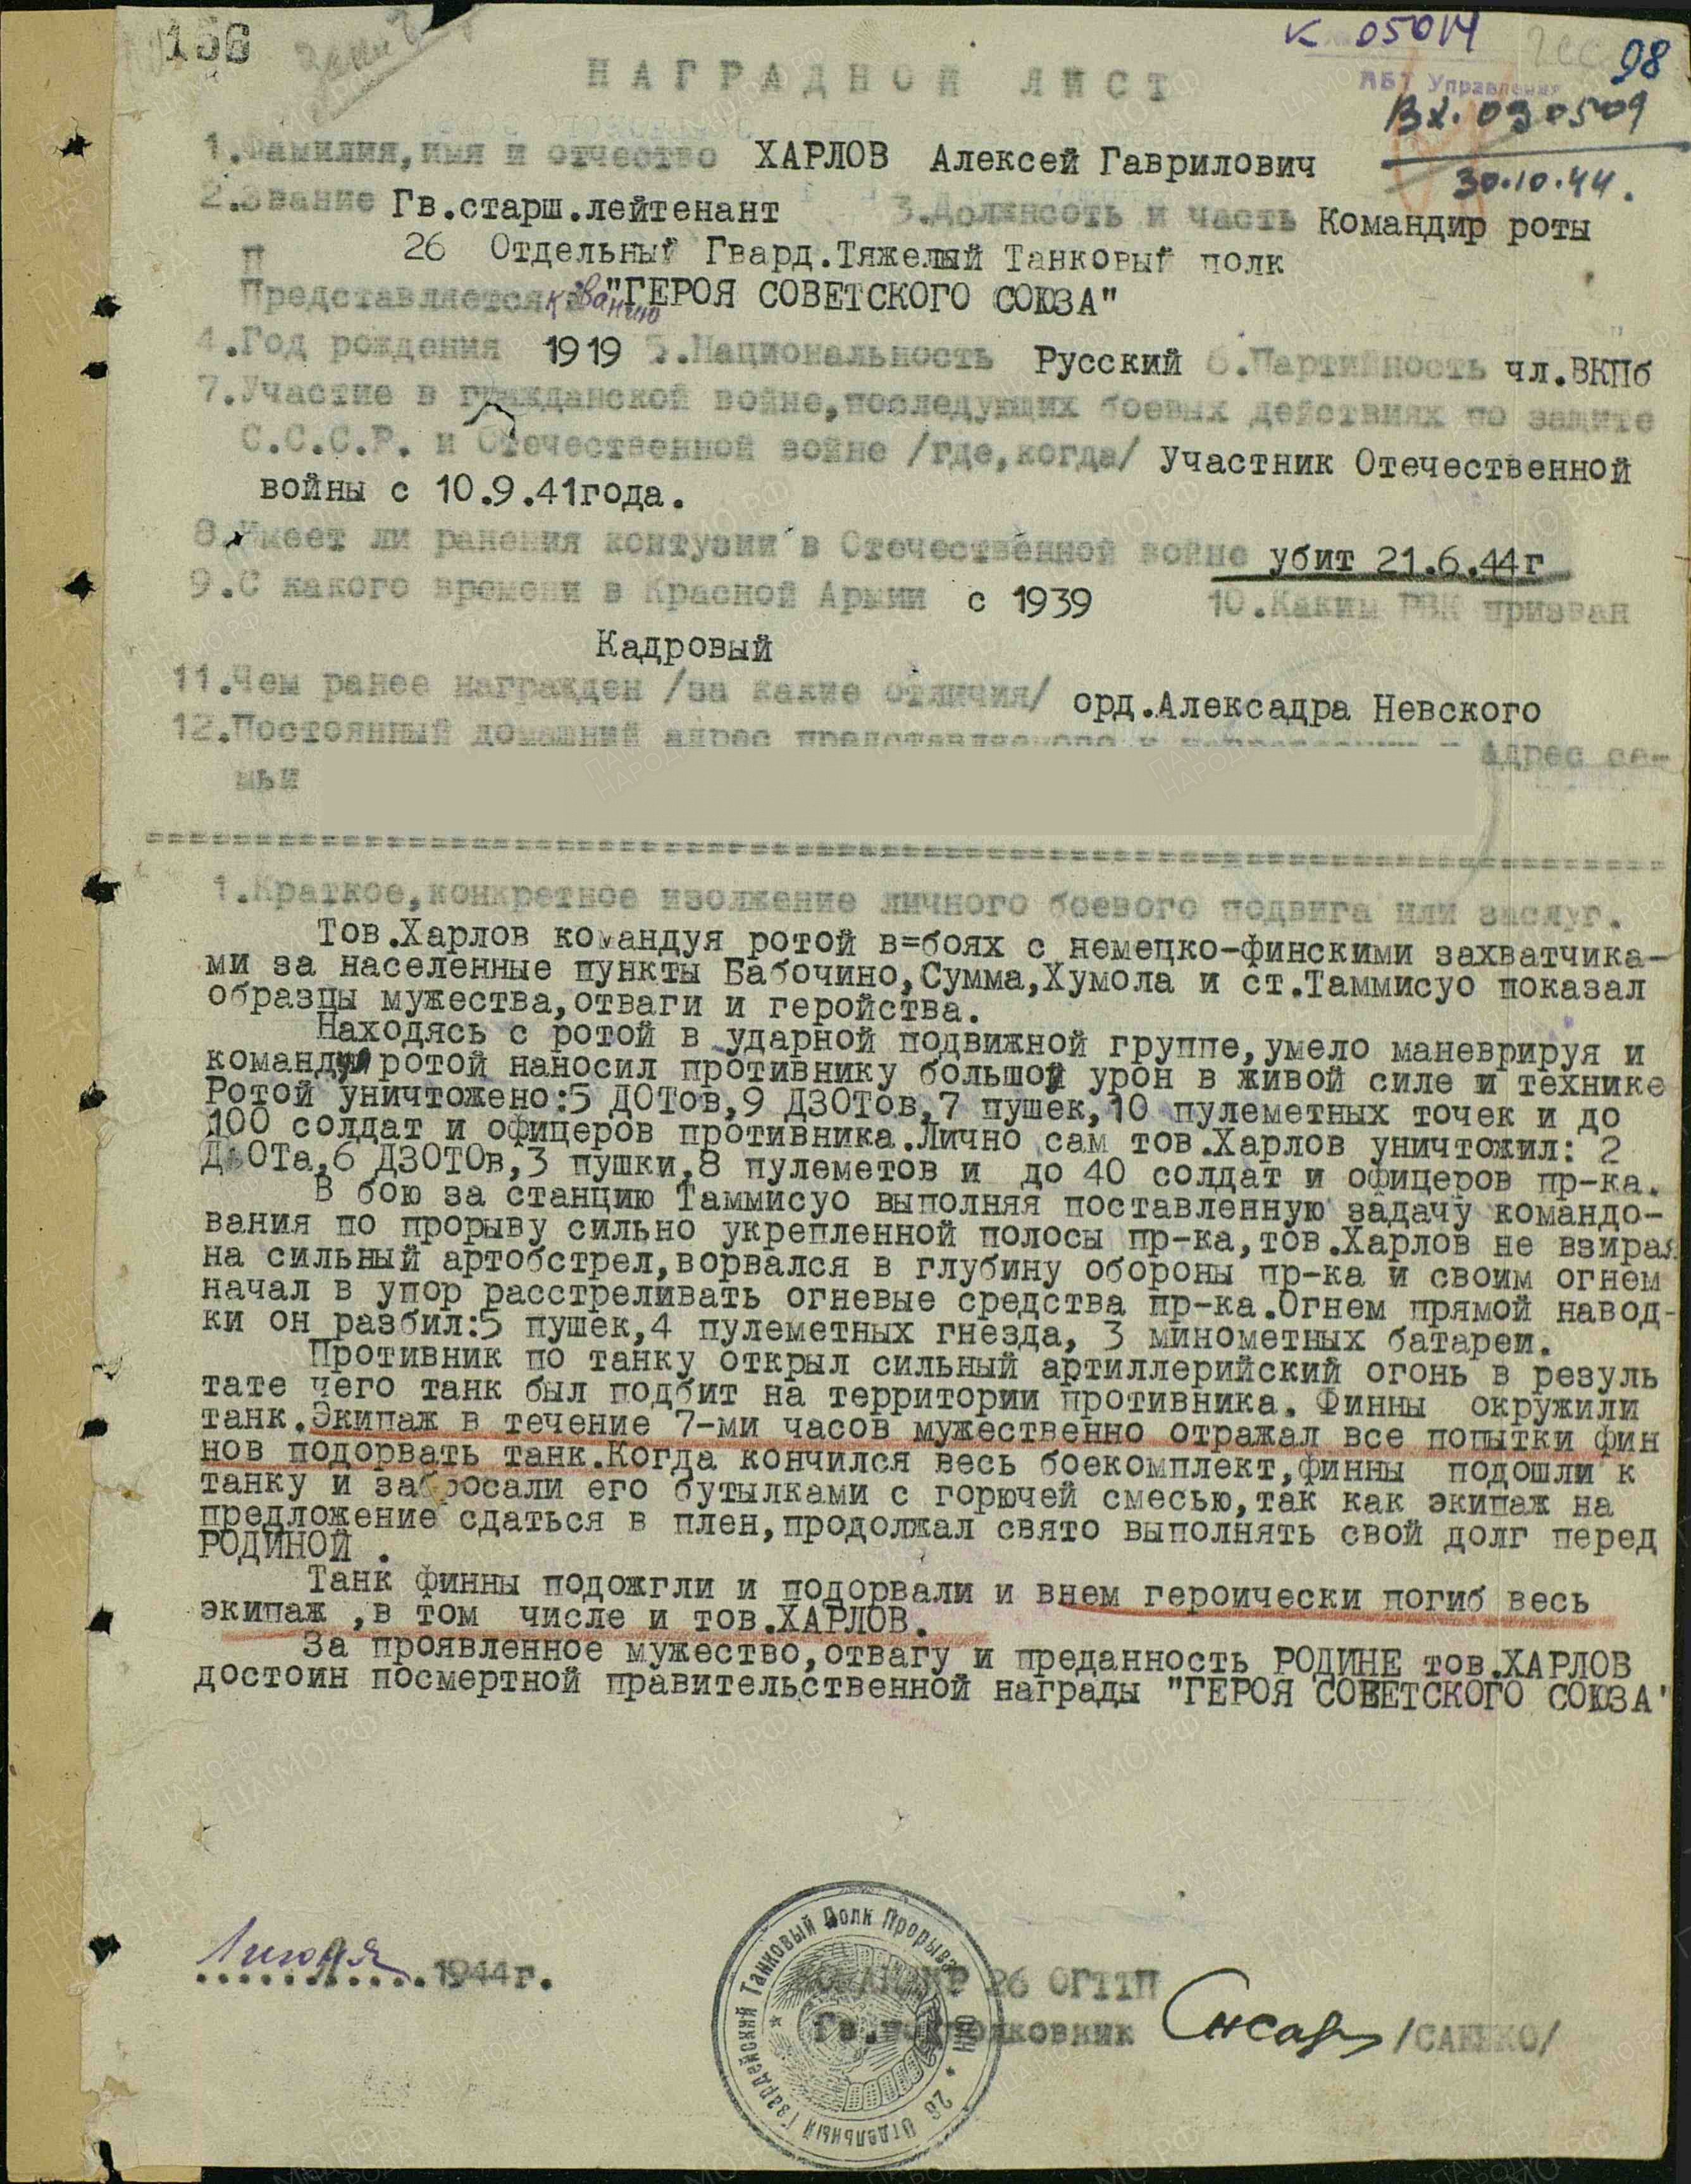 156
К 05014
98
АБТ Управления
Вх. 030509
30.10.44.
НАГРАДНОЙ ЛИСТ
1.Фамилия,имя и отчество ХАРЛОВ Алексей Гаврилович
2.Звание Гв.старш.лейтенант 3.Должнсоть и часть Командир роты
П 26 Отдельный Гвард.Тяжелый Танковый полк
Представляется к званию "ГЕРОЯ СОВЕТСКОГО СОЮЗА"
4.Год рождения 1919 5.Национальность Русский 6.Партийность чл.ВКПб
7.Участие в гражданской войне,последующих боевых действиях по защите
С.С.С.Р. и Отечественной войне /где,когда/ Участник Отечественной
войны с 10.9.41года.
8.Имеет ли ранения контузии в Отечественной войне убит 21.6.44г
9.С какого времени в Красной Армии с 1939 10.Каким РВК призван
Кадровый
11.Чем ранее награжден /за какие отличия/ орд.Алексадра Невского
12.Постоянный домашний адрес представляемого к адрес се-
мьи
1.Краткое,конкретное изолжение личного боевого подвига или заслуг.
Тов.Харлов командуя ротой в=боях с немецко-финскими захватчика-
ми за населенные пункты Бабочино,Сумма,Хумола и ст.Таммисуо показал
образцы мужества,отваги и геройства.
Находясь с ротой в ударной подвижной группе,умело маневрируя и
командуя ротой наносил противнику большой урон в живой силе и технике
Ротой уничтожено:5 ДОТов,9 ДЗОТов,7 пушек,10 пулеметных точек и до
100 солдат и офицеров противника.Лично сам тов.Харлов уничтожил: 2
ДОТа,6 ДЗОТОв,3 пушки,8 пулеметов и до 40 солдат и офицеров пр-ка.
В бою за станцию Таммисуо выполняя поставленную задачу командо-
вания по прорыву сильно укрепленной полосы пр-ка,тов.Харлов не взирая
на сильный артобстрел,ворвался в глубину обороны пр-ка и своим огнем
начал в упор расстреливать огневые средства пр-ка.Огнем прямой навод-
ки он разбил:5 пушек,4 пулеметных гнезда, 3 минометных батареи.
Противник по танку открыл сильный артиллерийский огонь в резуль
тате чего танк был подбит на территории противника. Финны окружили
танк.Экипаж в течение 7-ми часов мужественно отражал все попытки фин
нов подорвать танк.Когда кончился весь боекомплект,финны подошли к
танку и забросали его бутылками с горючей смесью,так как экипаж на
предложение сдаться в плен,продолжал свято выполнять свой долг перед
РОДИНОЙ .
Танк финны подожгли и подорвали и внем героически погиб весь
экипаж ,в том числе и тов.ХАРЛОВ.
За проявленное мужество,отвагу и преданность РОДИНЕ тов.ХАРЛОВ
достоин посмертной правительственной награды "ГЕРОЯ СОВЕТСКОГО СОЮЗА"
1 июля 1944г.
КОМАНДИР 26 ОГТТП
Гв.подполковник /САЕНКО/
26 Отдельный Гвардейский Танковый Полк Прорыва НКО